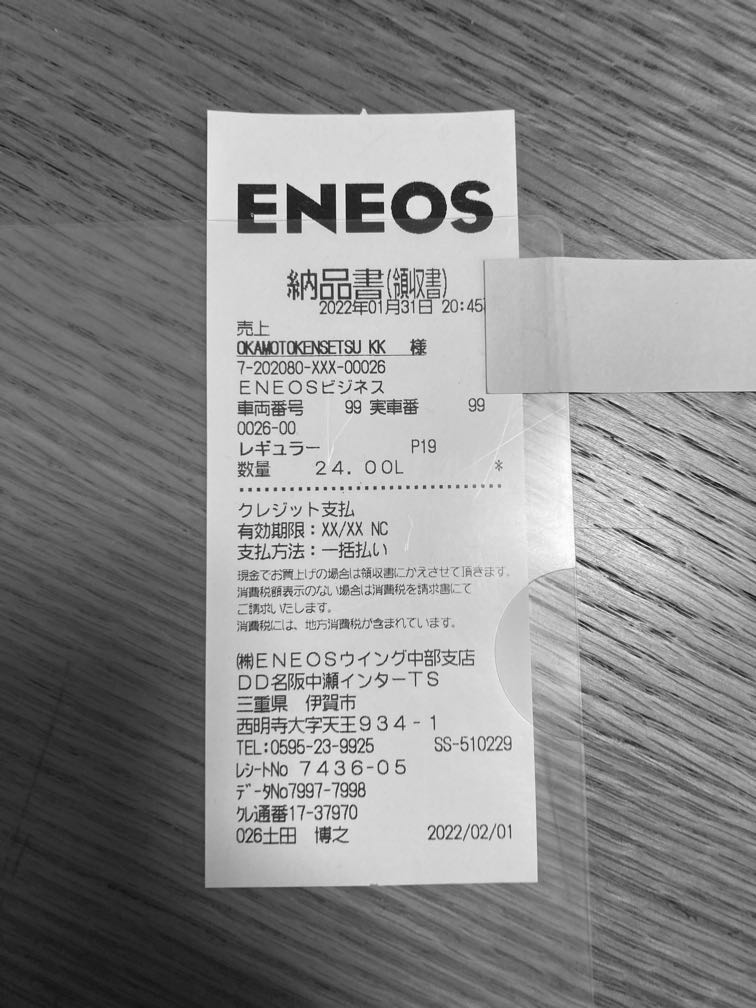 ENEOS
納品書(領収書)
2022年01月31日 20:45
売上
OKAMOTOKENSETSU KK 様
7-202080-XXX-00026
ENEOSビジネス
車両番号 99 実車番 99
0026-00
レギュラー P19
数量 24.00L *
クレジット支払
有効期限:XX/XX NC
支払方法:一括払い
現金でお買上げの場合は領収書にかえさせて頂きます。
消費税額表示のない場合は消費税を請求書にて
ご請求いたします。
消費税には、地方消費税が含まれています。
㈱ENEOSウイング中部支店
DD名阪中瀬インターTS
三重県 伊賀市
西明寺大字天王934-1
TEL:0595-23-9925 SS-510229
レシートNo 7436-05
データNo7997-7998
クレ通番17-37970
026土田 博之 2022/02/01